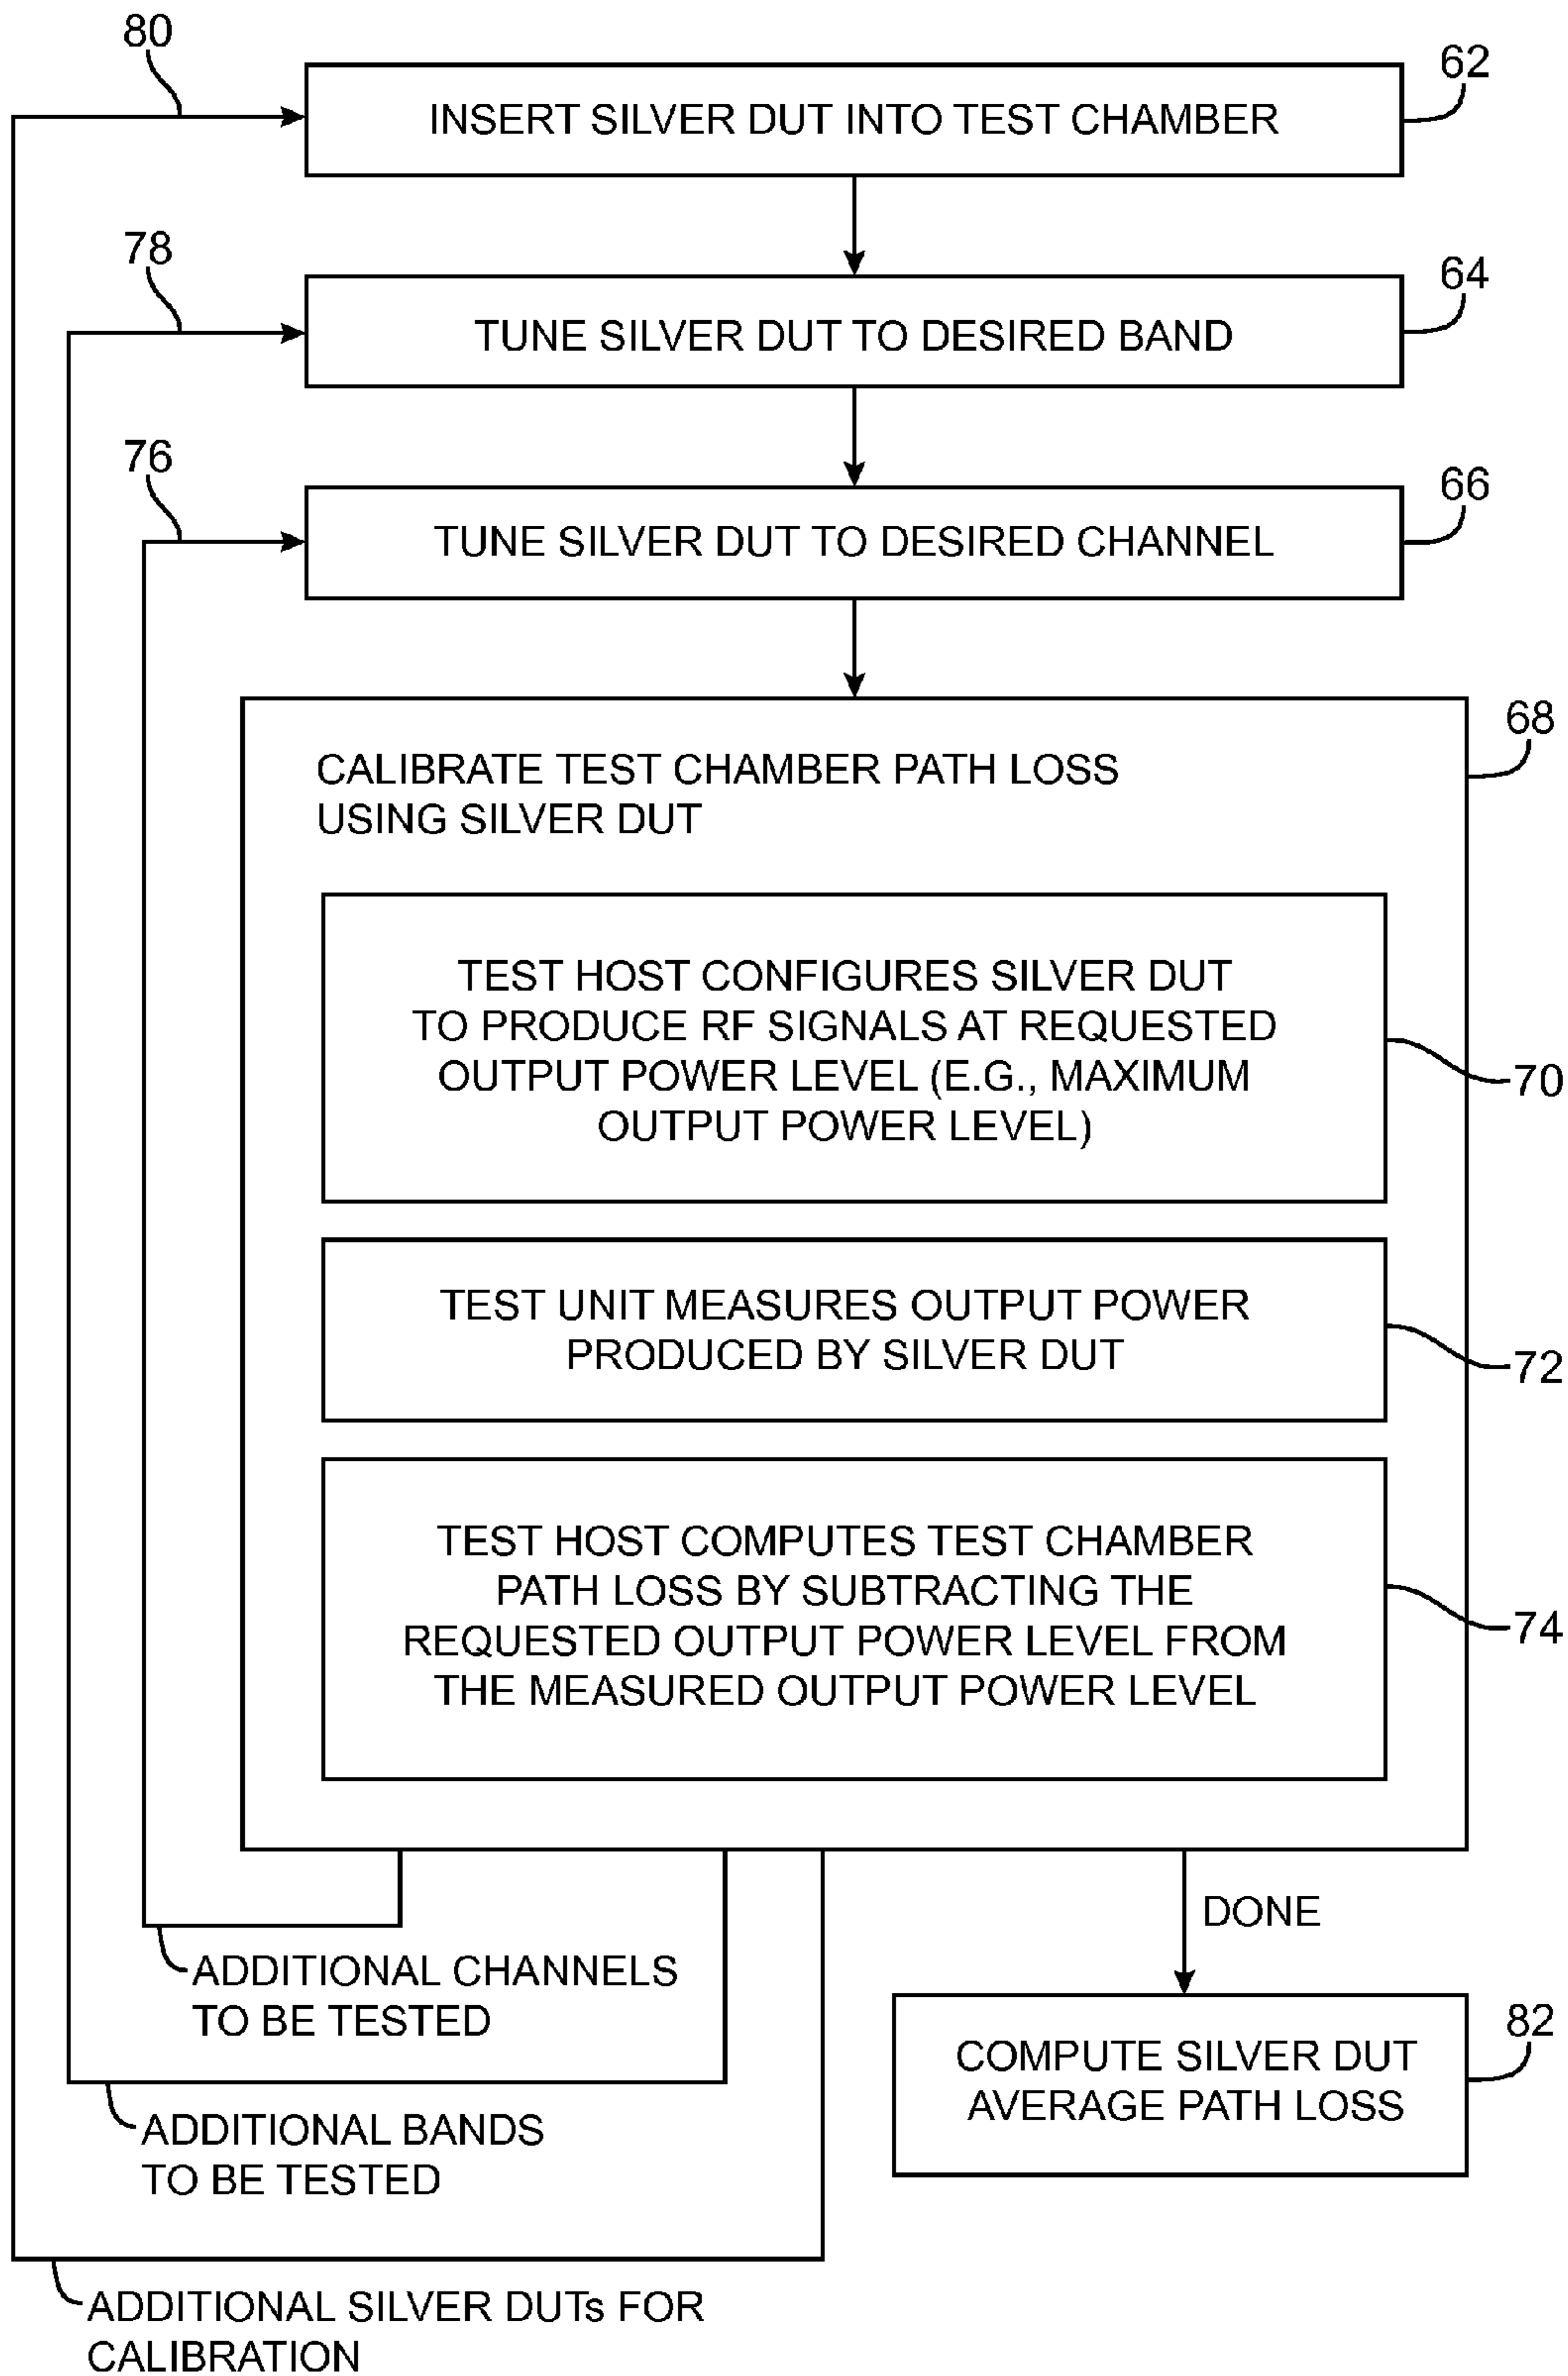 80
62
INSERT SILVER DUT INTO TEST CHAMBER
78
64
TUNE SILVER DUT TO DESIRED BAND
76
66
TUNE SILVER DUT TO DESIRED CHANNEL
68
CALIBRATE TEST CHAMBER PATH LOSS
USING SILVER DUT
TEST HOST CONFIGURES SILVER DUT
TO PRODUCE RF SIGNALS AT REQUESTED
OUTPUT POWER LEVEL (E.G., MAXIMUM
OUTPUT POWER LEVEL)
70
TEST UNIT MEASURES OUTPUT POWER
PRODUCED BY SILVER DUT
72
TEST HOST COMPUTES TEST CHAMBER
PATH LOSS BY SUBTRACTING THE
REQUESTED OUTPUT POWER LEVEL FROM
THE MEASURED OUTPUT POWER LEVEL
74
DONE
ADDITIONAL CHANNELS
TO BE TESTED
82
COMPUTE SILVER DUT
AVERAGE PATH LOSS
ADDITIONAL BANDS
TO BE TESTED
ADDITIONAL SILVER DUTs FOR
CALIBRATION